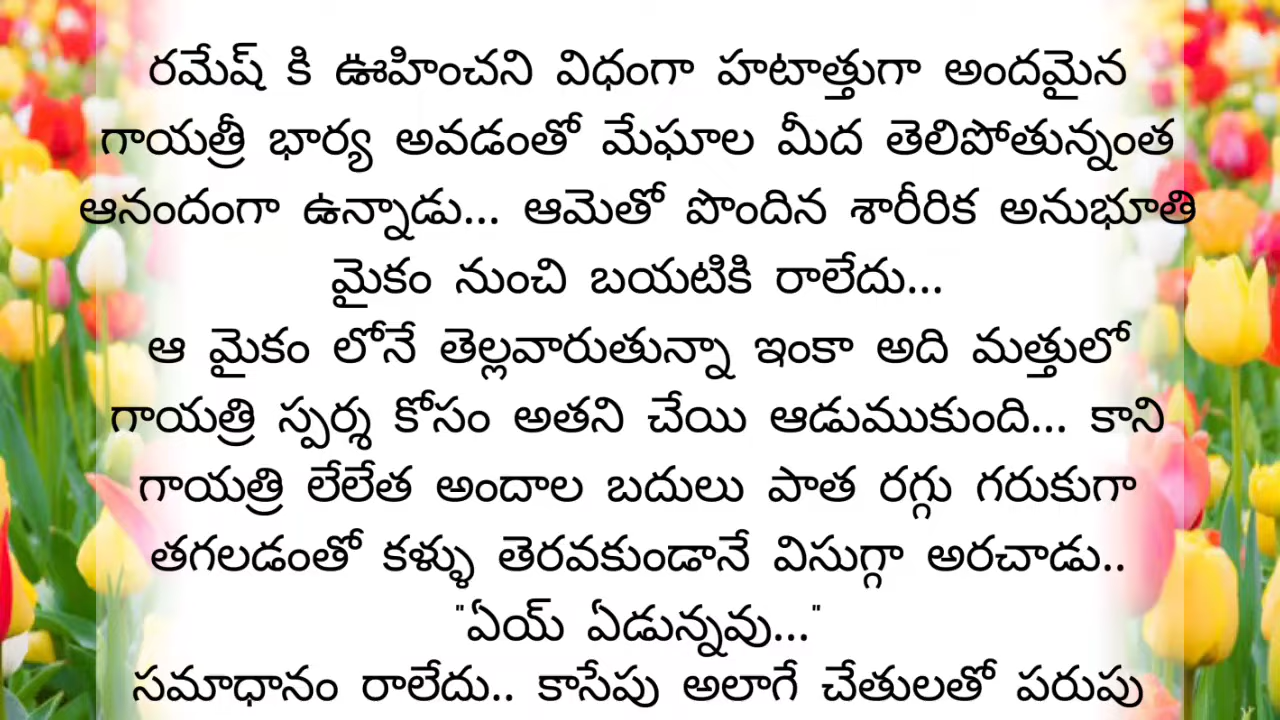 రమేష్ కి ఊహించని విధంగా హటాత్తుగా అందమైన
గాయత్రీ భార్య అవడంతో మేఘాల మీద తెలిపోతున్నంత
ఆనందంగా ఉన్నాడు... ఆమెతో పొందిన శారీరిక అనుభూతి
మైకం నుంచి బయటికి రాలేదు...
ఆ మైకం లోనే తెల్లవారుతున్నా ఇంకా అది మత్తులో
గాయత్రి స్పర్శ కోసం అతని చేయి ఆడుముకుంది... కాని
గాయత్రి లేలేత అందాల బదులు పాత రగ్గు గరుకుగా
తగలడంతో కళ్ళు తెరవకుండానే విసుగ్గా అరచాడు..
"ఏయ్ ఏడున్నవు..."
సమాధానం రాలేదు.. కాసేపు అలాగే చేతులతో పరుపు